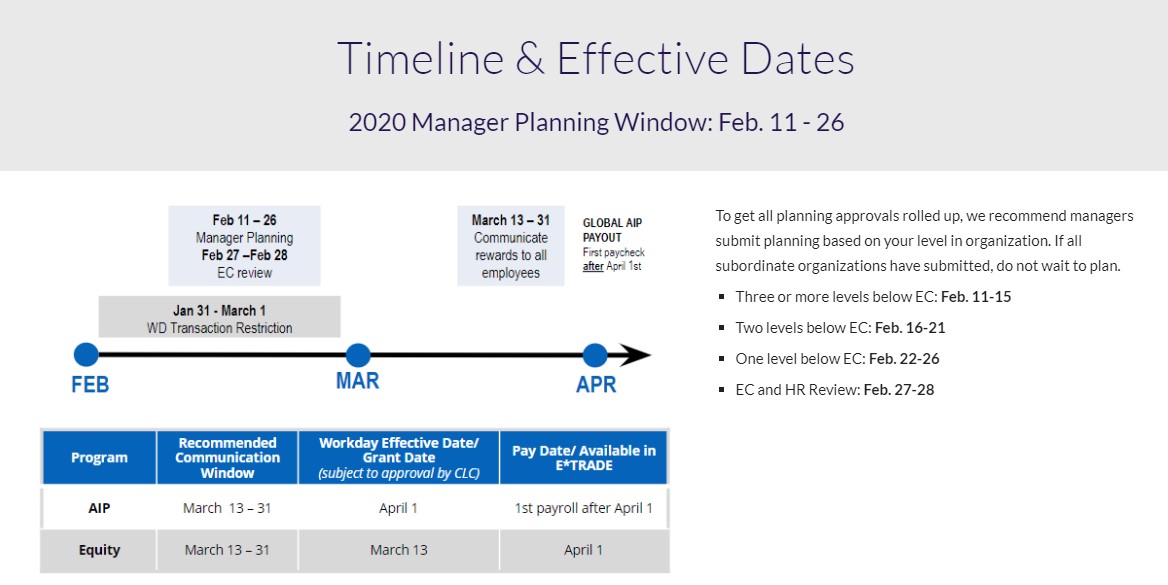 Timeline & Effective Dates
2020 Manager Planning Window: Feb. 11 - 26
Feb 11 – 26
Manager Planning
Feb 27 –Feb 28
EC review
March 13 – 31
Communicate
rewards to all
employees
GLOBAL AIP
PAYOUT
First paycheck
after April 1st
Jan 31 - March 1
WD Transaction Restriction
FEB
MAR
APR
To get all planning approvals rolled up, we recommend managers
submit planning based on your level in organization. If all
subordinate organizations have submitted, do not wait to plan.
▪ Three or more levels below EC: Feb. 11-15
▪ Two levels below EC: Feb. 16-21
▪ One level below EC: Feb. 22-26
▪ EC and HR Review: Feb. 27-28
Program
Recommended
Communication
Window
Workday Effective Date/
Grant Date
(subject to approval by CLC)
Pay Date/ Available in
E*TRADE
AIP
March 13 – 31
April 1
1st payroll after April 1
Equity
March 13 – 31
March 13
April 1